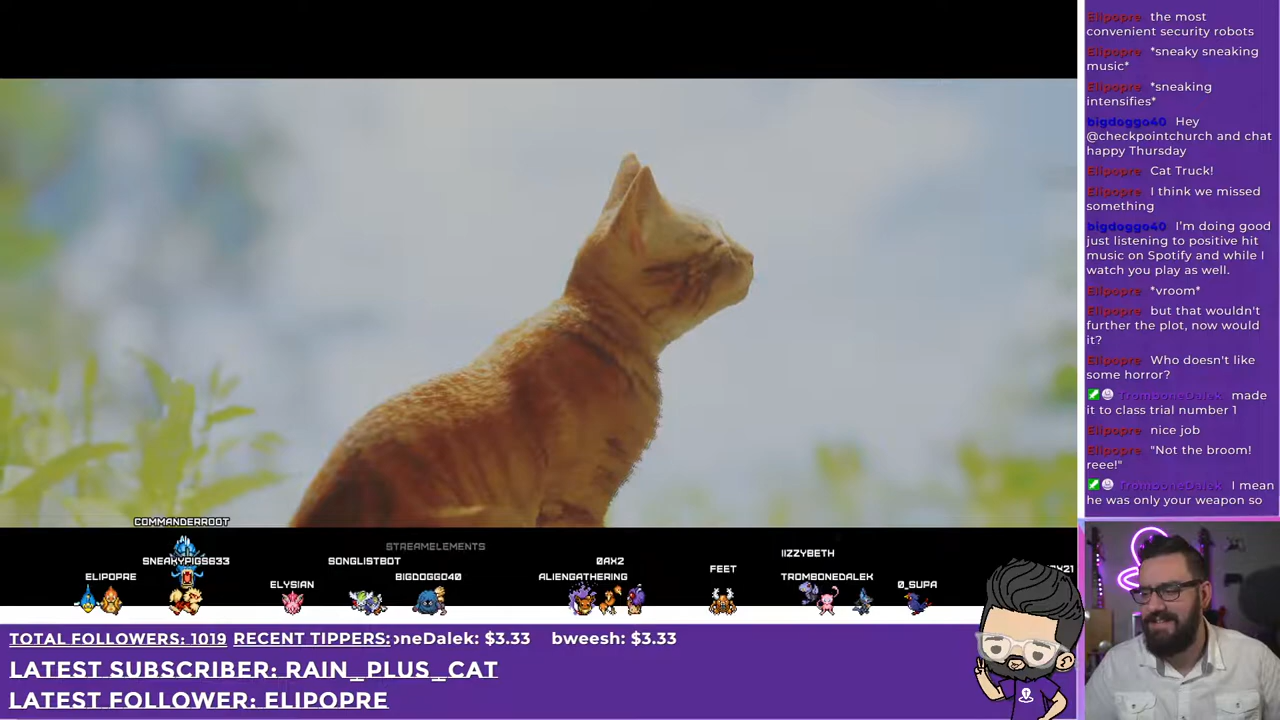 Elipopre the most
convenient security robots
Elipopre *sneaky sneaking
music*
Elipopre *sneaking
intensifies*
bigdoggo40 Hey
@checkpointchurch and chat
happy Thursday
Elipopre Cat Truck!
Elipopre I think we missed
something
bigdoggo40 I'm doing good
just listening to positive hit
music on Spotify and while I
watch you play as well.
Elipopre *vroom*
Elipopre but that wouldn't
further the plot, now would
it?
Elipopre Who doesn't like
some horror?
TromboneDalek made
it to class trial number 1
Elipopre nice job
Elipopre "Not the broom!
reee!"
TromboneDalek I mean
he was only your weapon so
COMMANDERROOT
STREAMELEMENTS
SNEAKYPIGS633
SONGLISTBOT
0AX2
IIZZYBETH
FEET
ELIPOPRE
ELYSIAN
BIGDOGGO40
ALIENGATHERING
TROMBONEDALEK
0_SUPA
TOTAL FOLLOWERS: 1019 RECENT TIPPERS: oneDalek: $3.33 bweesh: $3.33
LATEST SUBSCRIBER: RAIN_PLUS_CAT
LATEST FOLLOWER: ELIPOPRE